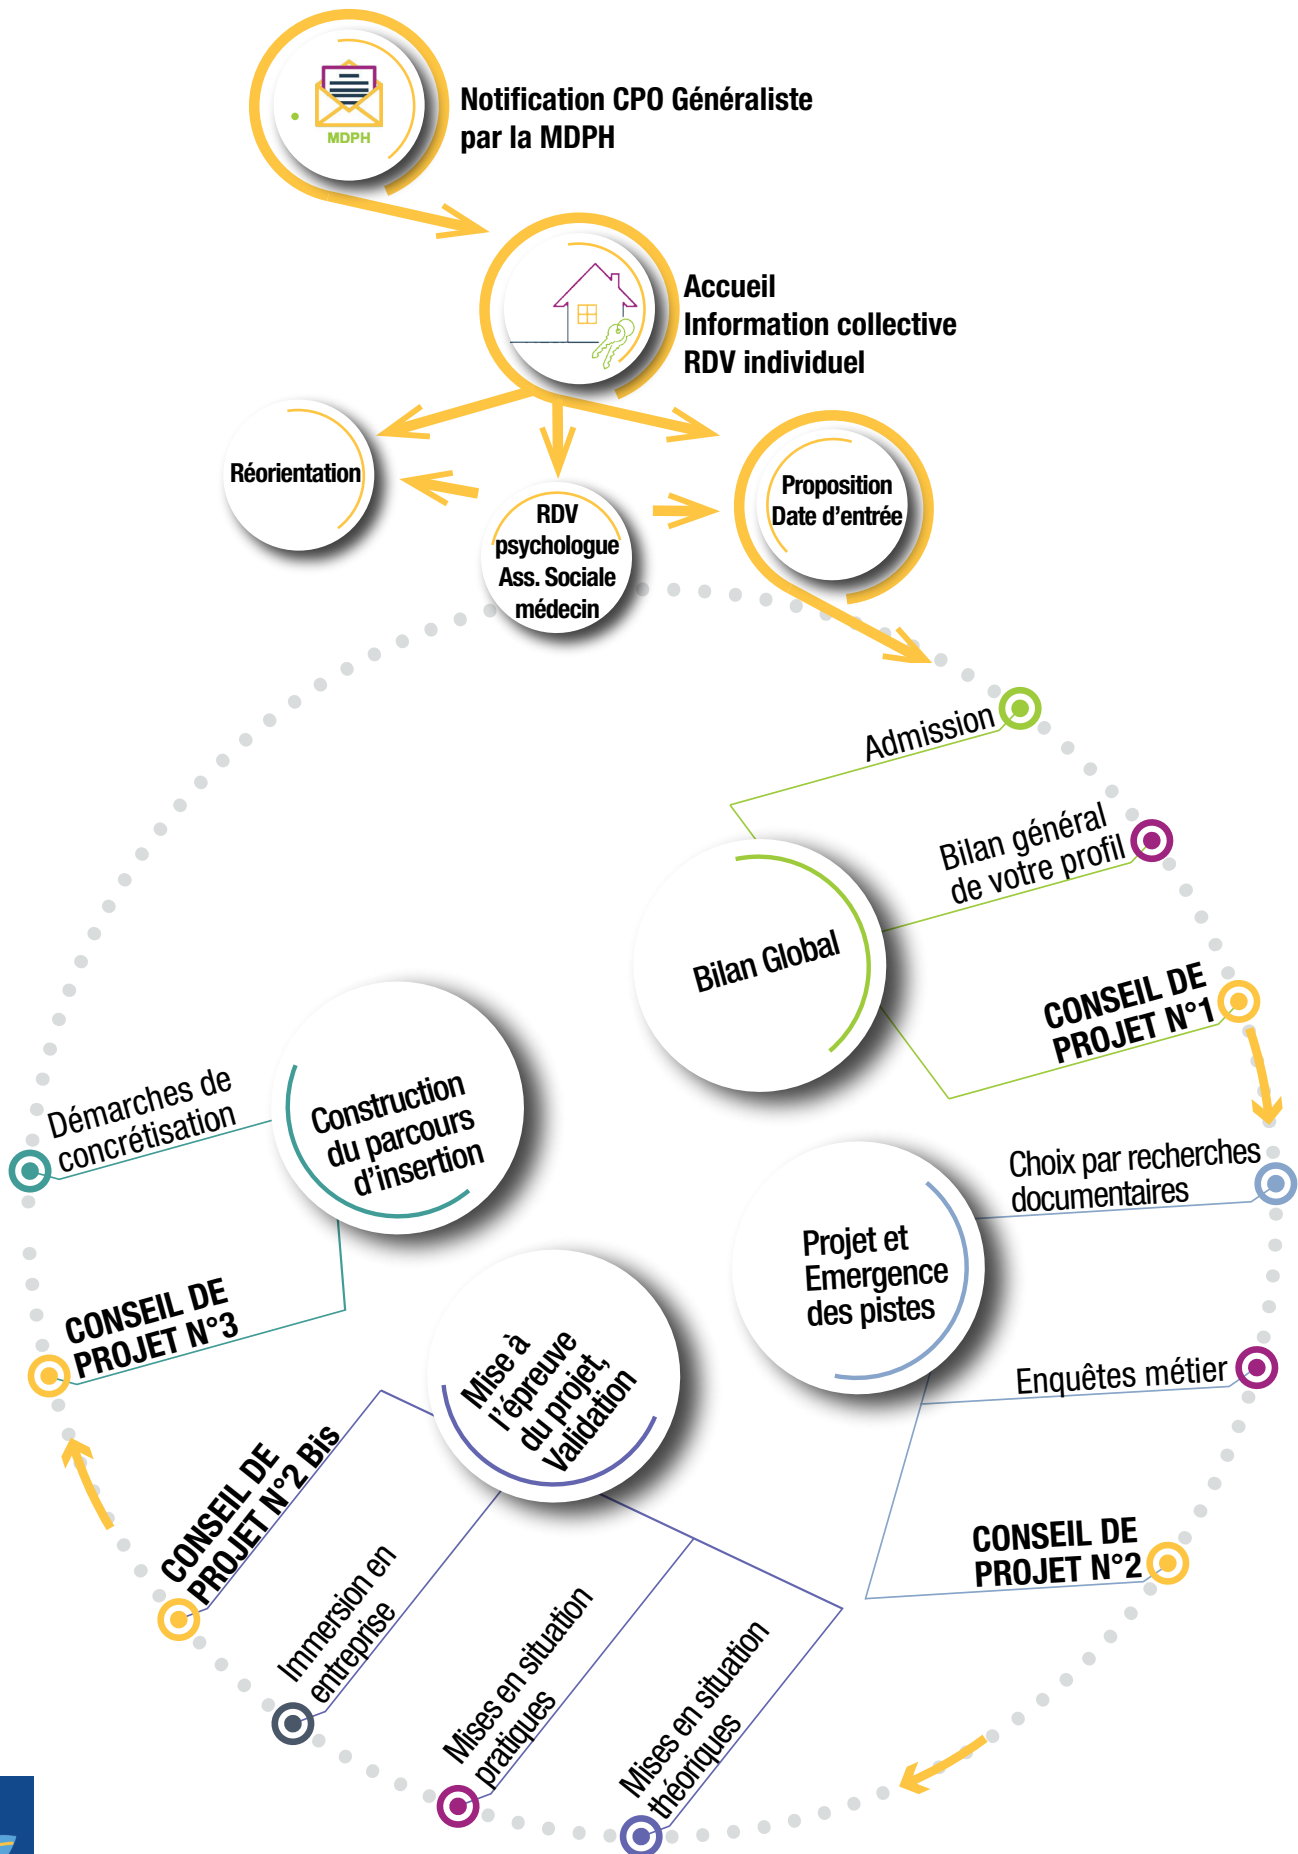 MDPH
Notification CPO Généraliste
par la MDPH
Accueil
Information collective
RDV individuel
Réorientation
RDV
psychologue
Ass. Sociale
médecin
Proposition
Date d'entrée
Admission
Bilan général
de votre profil
Bilan Global
CONSEIL DE
PROJET N°1
Choix par recherches
documentaires
Projet et
Emergence
des pistes
Enquêtes métier
CONSEIL DE
PROJET N°2
Mise à
l'épreuve
du projet,
Validation
Mises en situation
théoriques
Mises en situation
pratiques
Immersion en
entreprise
CONSEIL DE
PROJET N°2 Bis
CONSEIL DE
PROJET N°3
Construction
du parcours
d'insertion
Démarches de
concrétisation